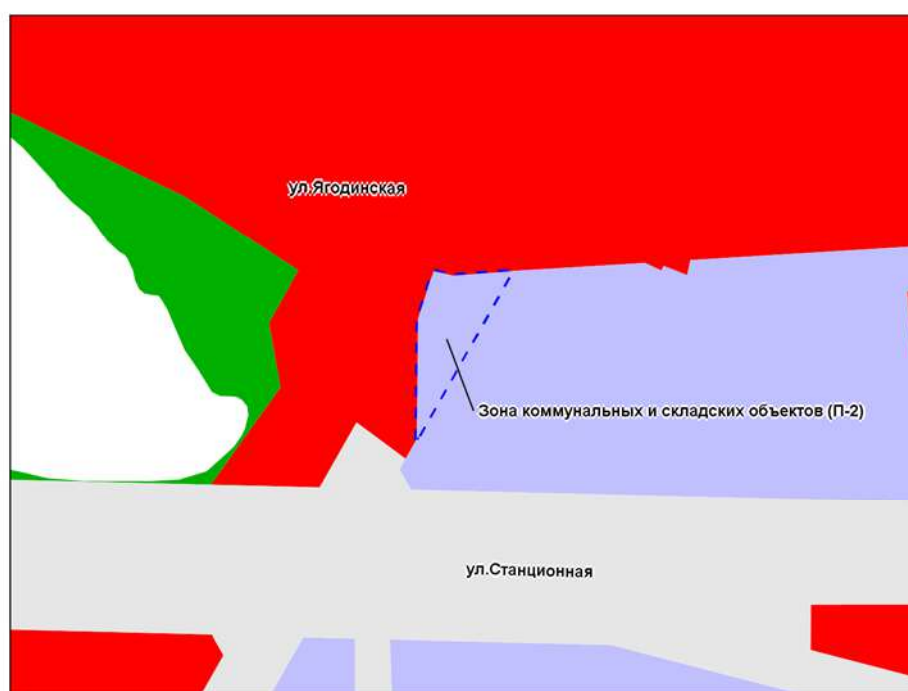 ул.Ягодинская
Зона коммунальных и складских объектов (П-2)
ул.Станционная